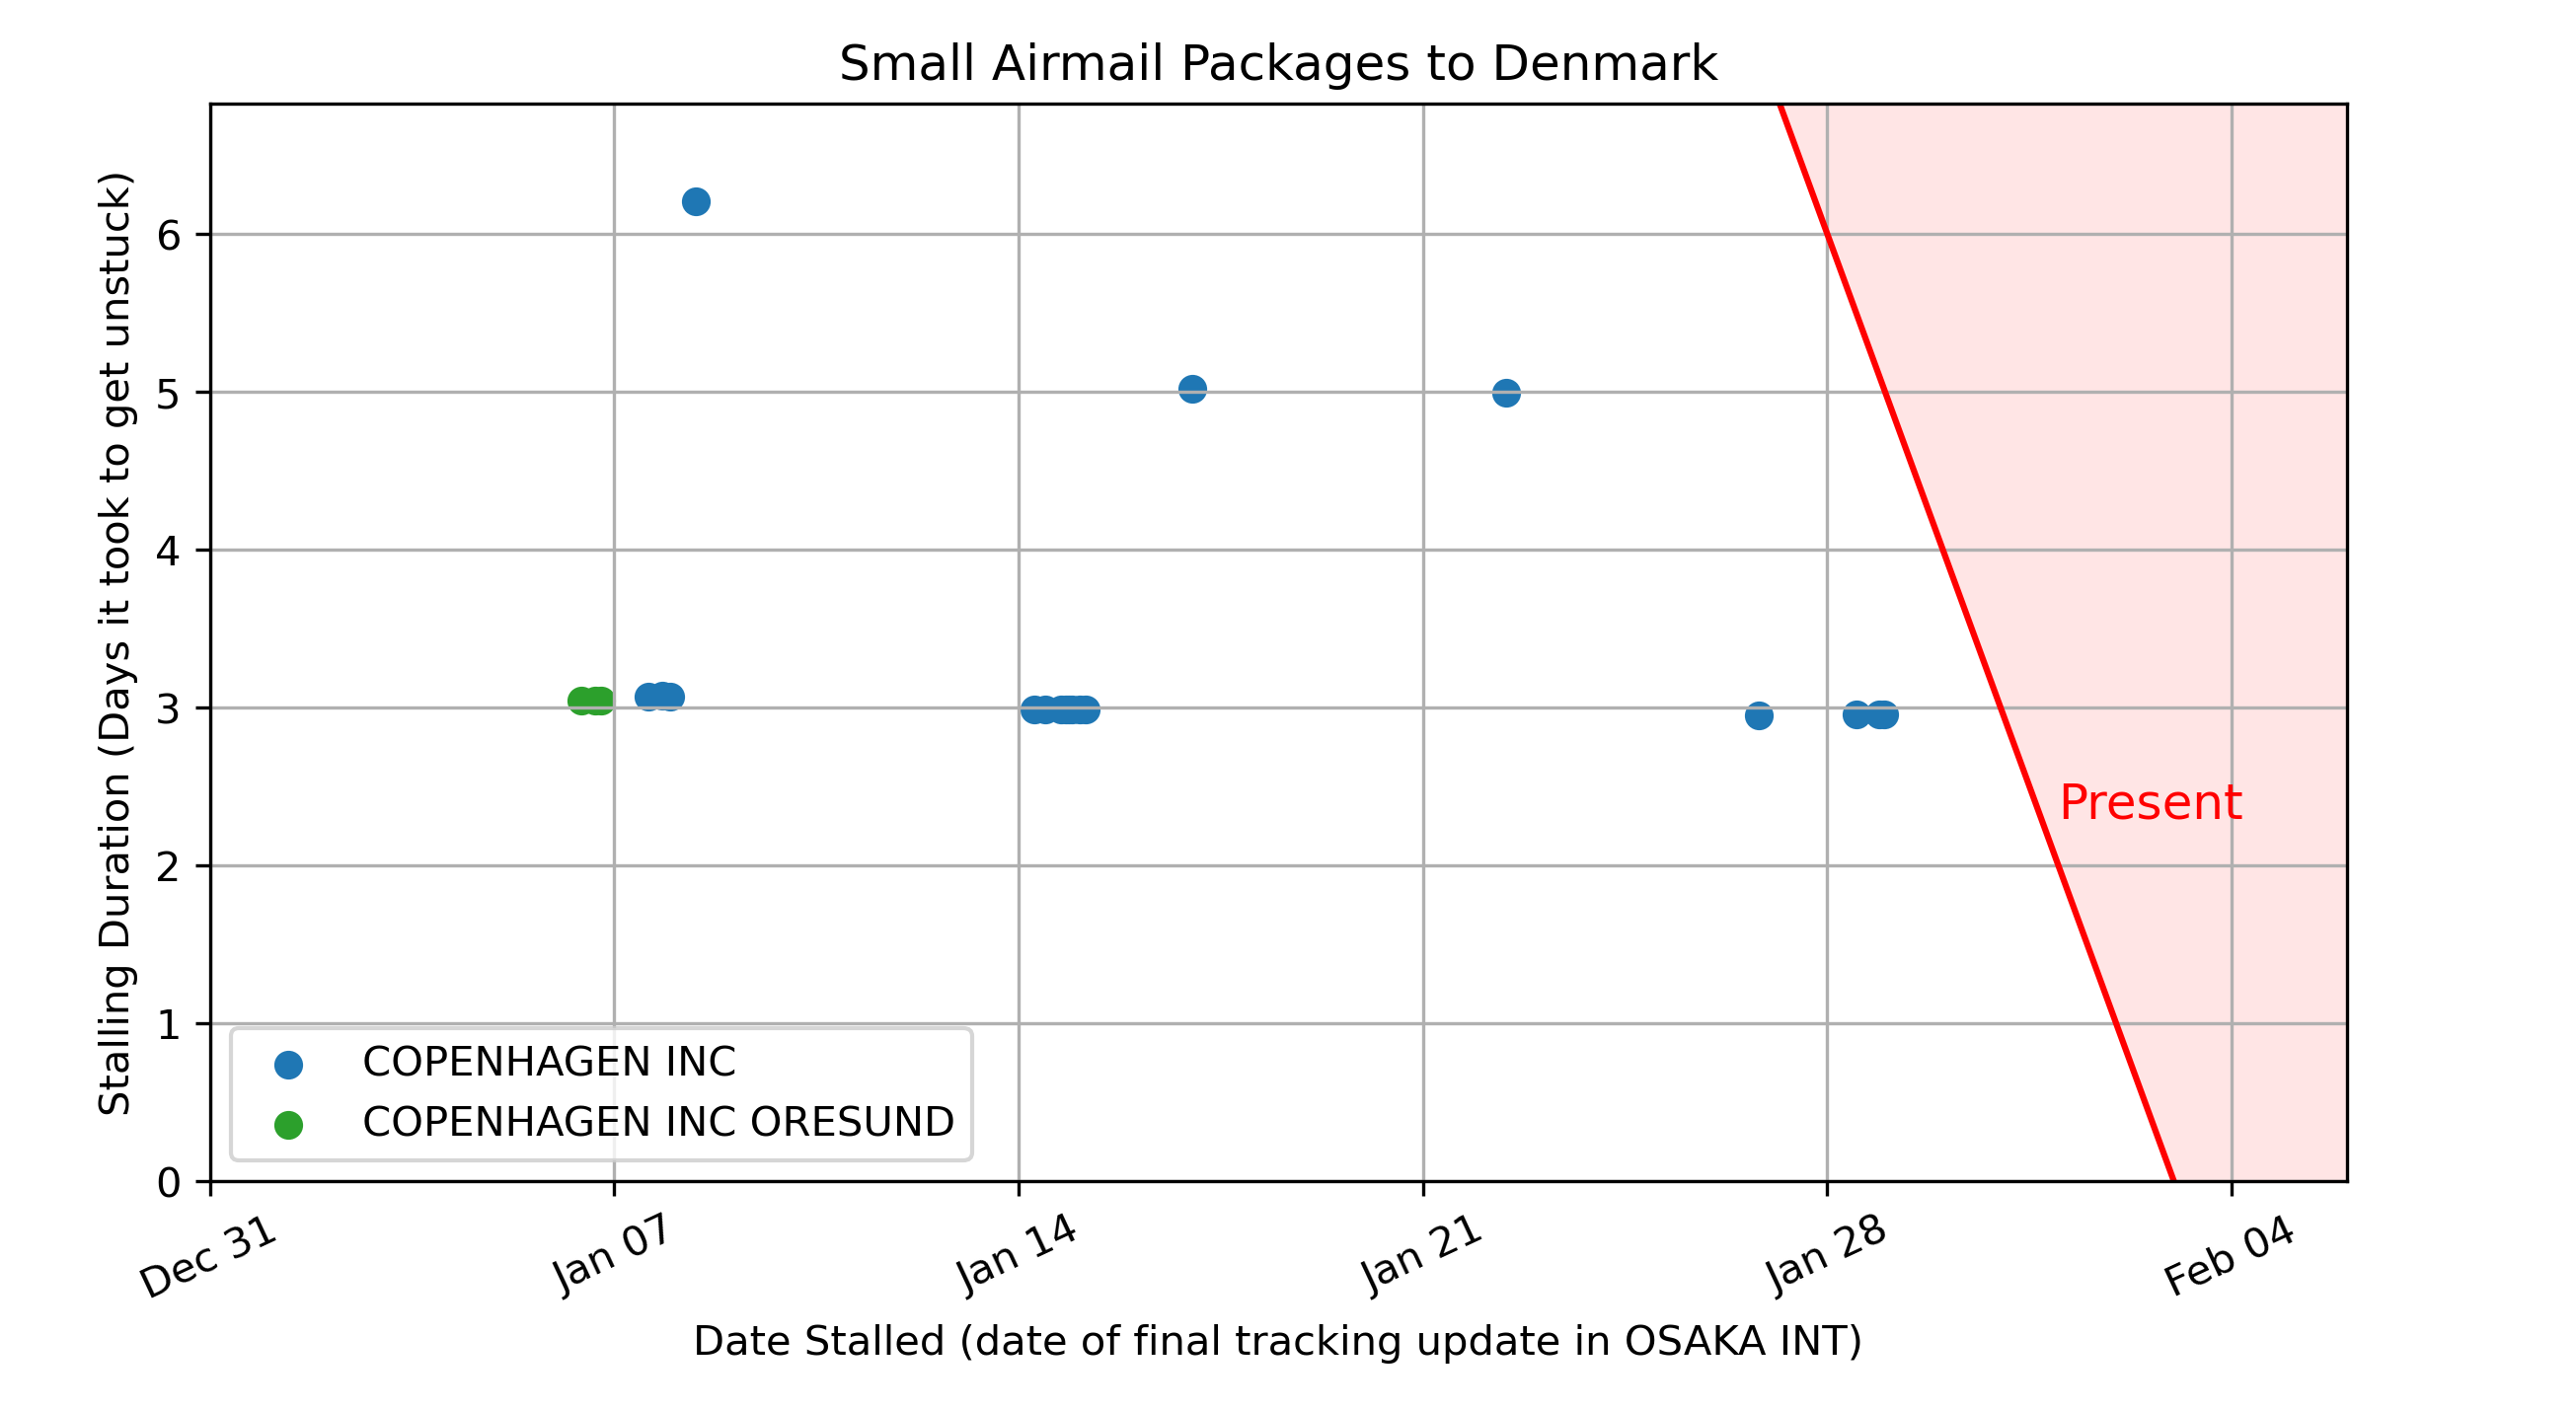 Small Airmail Packages to Denmark
Stalling Duration (Days it took to get unstuck)
6
5
4
3
2
1
0
Present
COPENHAGEN INC
COPENHAGEN INC ORESUND
Dec 31
Jan 07
Jan 14
Jan 21
Jan 28
Feb 04
Date Stalled (date of final tracking update in OSAKA INT)